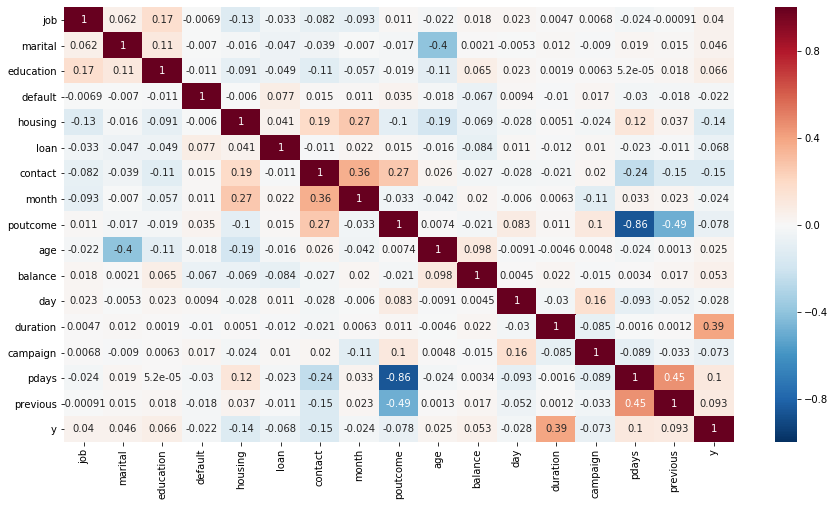 job 1 0.062 0.17 -0.0069 -0.13 -0.033 -0.082 -0.093 0.011 -0.022 0.018 0.023 0.0047 0.0068 -0.024 -0.00091 0.04
marital 0.062 1 0.11 -0.007 -0.016 -0.047 -0.039 -0.007 -0.017 -0.4 0.0021 -0.0053 0.012 -0.009 0.019 0.015 0.046 0.8
education 0.17 0.11 1 -0.011 -0.091 -0.049 -0.11 -0.057 -0.019 -0.11 0.065 0.023 0.0019 0.0063 5.2e-05 0.018 0.066
default -0.0069 -0.007 -0.011 1 -0.006 0.077 0.015 0.011 0.035 -0.018 -0.067 0.0094 -0.01 0.017 -0.03 -0.018 -0.022
housing -0.13 -0.016 -0.091 -0.006 1 0.041 0.19 0.27 -0.1 -0.19 -0.069 -0.028 0.0051 -0.024 0.12 0.037 -0.14 0.4
loan -0.033 -0.047 -0.049 0.077 0.041 1 -0.011 0.022 0.015 -0.016 -0.084 0.011 -0.012 0.01 -0.023 -0.011 -0.068
contact -0.082 -0.039 -0.11 0.015 0.19 -0.011 1 0.36 0.27 0.026 -0.027 -0.028 -0.021 0.02 -0.24 -0.15 -0.15
month -0.093 -0.007 -0.057 0.011 0.27 0.022 0.36 1 -0.033 -0.042 0.02 -0.006 0.0063 -0.11 0.033 0.023 -0.024
poutcome 0.011 -0.017 -0.019 0.035 -0.1 0.015 0.27 -0.033 1 0.0074 -0.021 0.083 0.011 0.1 -0.86 -0.49 -0.078 0.0
age -0.022 -0.4 -0.11 -0.018 -0.19 -0.016 0.026 -0.042 0.0074 1 0.098 -0.0091 -0.0046 0.0048 -0.024 0.0013 0.025
balance 0.018 0.0021 0.065 -0.067 -0.069 -0.084 -0.027 0.02 -0.021 0.098 1 0.0045 0.022 -0.015 0.0034 0.017 0.053
day 0.023 -0.0053 0.023 0.0094 -0.028 0.011 -0.028 -0.006 0.083 -0.0091 0.0045 1 -0.03 0.16 -0.093 -0.052 -0.028
duration 0.0047 0.012 0.0019 -0.01 0.0051 -0.012 -0.021 0.0063 0.011 -0.0046 0.022 -0.03 1 -0.085 -0.0016 0.0012 0.39 −0.4
campaign 0.0068 -0.009 0.0063 0.017 -0.024 0.01 0.02 -0.11 0.1 0.0048 -0.015 0.16 -0.085 1 -0.089 -0.033 -0.073
pdays -0.024 0.019 5.2e-05 -0.03 0.12 -0.023 -0.24 0.033 -0.86 -0.024 0.0034 -0.093 -0.0016 -0.089 1 0.45 0.1
previous -0.00091 0.015 0.018 -0.018 0.037 -0.011 -0.15 0.023 -0.49 0.0013 0.017 -0.052 0.0012 -0.033 0.45 1 0.093 −0.8
y 0.04 0.046 0.066 -0.022 -0.14 -0.068 -0.15 -0.024 -0.078 0.025 0.053 -0.028 0.39 -0.073 0.1 0.093 1
job marital education default housing loan contact month poutcome age balance day duration campaign pdays previous y